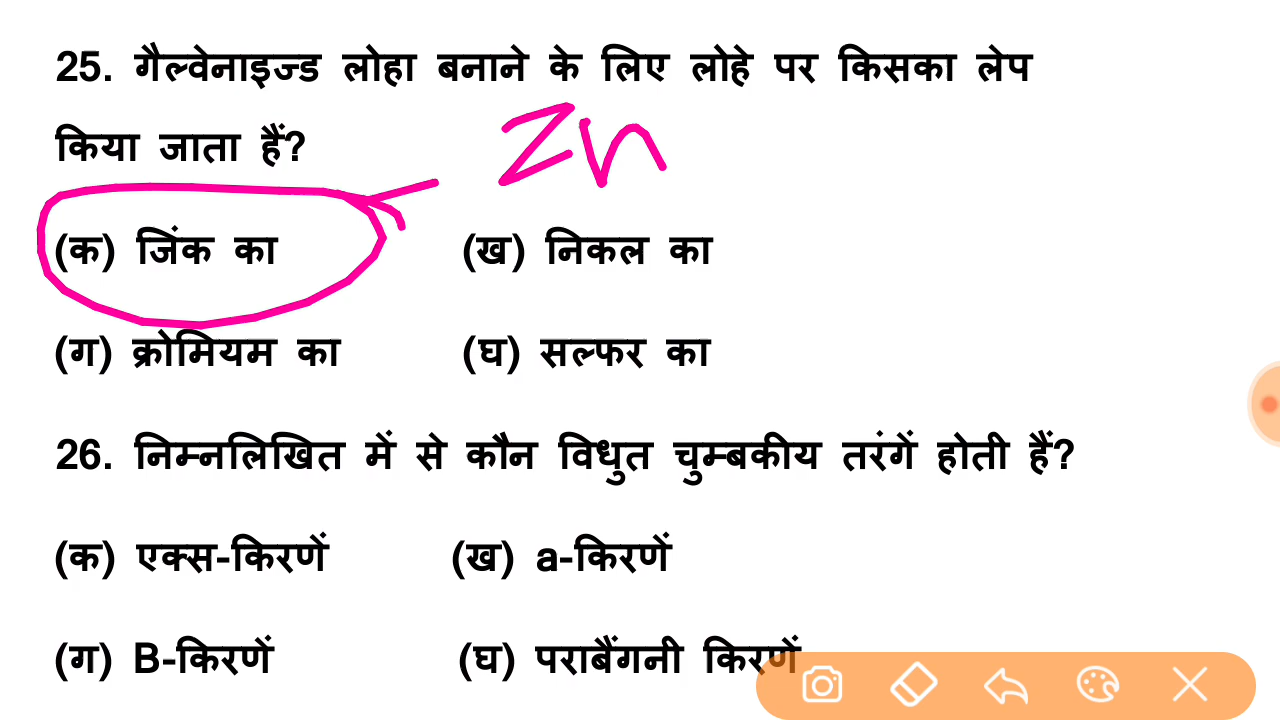 25. गैल्वेनाइज्ड लोहा बनाने के लिए लोहे पर किसका लेप
किया जाता हैं?
Zn
(क) जिंक का (ख) निकल का
(ग) क्रोमियम का (घ) सल्फर का
26. निम्नलिखित में से कौन विधुत चुम्बकीय तरंगें होती हैं?
(क) एक्स-किरणें (ख) a-किरणें
(ग) B-किरणें (घ) पराबैंगनी किरणें